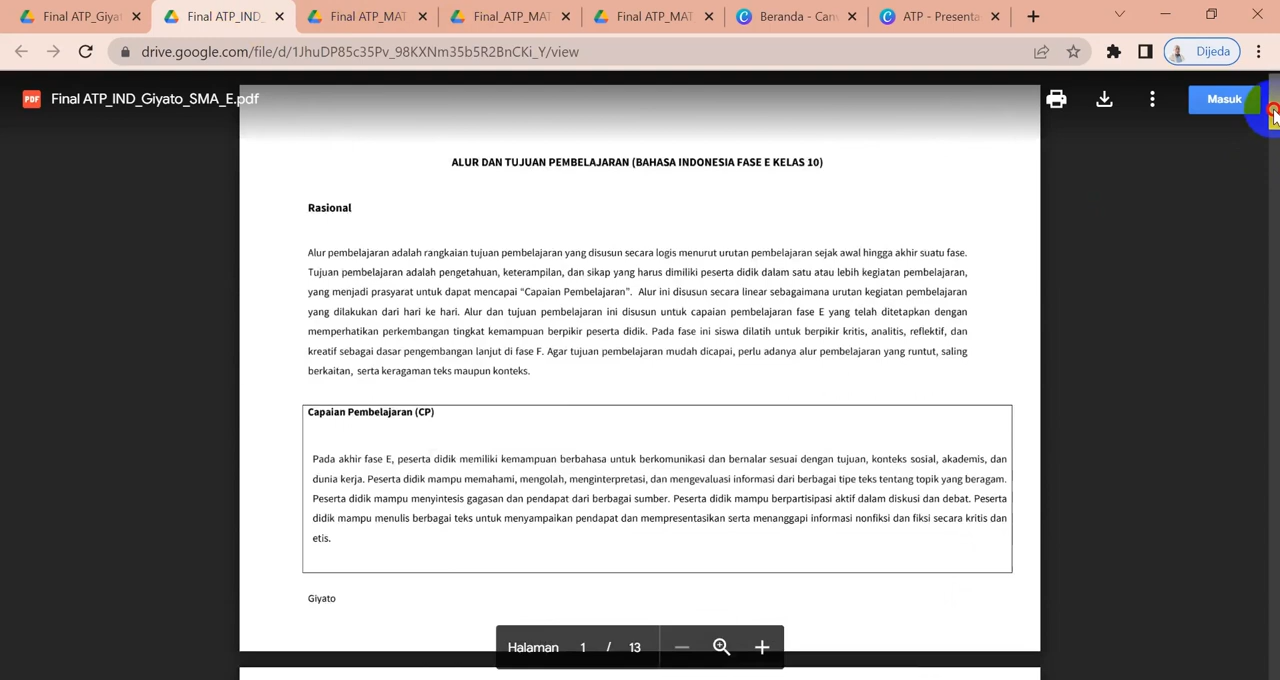 Final ATP_Giya
Final ATP_IND_
Final ATP_MAT
Final_ATP_MAT
Final ATP_MAT
Beranda - Can
ATP - Presenta
drive.google.com/file/d/1JhuDP85c35Pv_98KXNm35b5R2BnCKi_Y/view
Dijeda
PDF Final ATP_IND_Giyato_SMA_E.pdf
Masuk
ALUR DAN TUJUAN PEMBELAJARAN (BAHASA INDONESIA FASE E KELAS 10)
Rasional
Alur pembelajaran adalah rangkaian tujuan pembelajaran yang disusun secara logis menurut urutan pembelajaran sejak awal hingga akhir suatu fase.
Tujuan pembelajaran adalah pengetahuan, keterampilan, dan sikap yang harus dimiliki peserta didik dalam satu atau lebih kegiatan pembelajaran,
yang menjadi prasyarat untuk dapat mencapai “Capaian Pembelajaran”. Alur ini disusun secara linear sebagaimana urutan kegiatan pembelajaran
yang dilakukan dari hari ke hari. Alur dan tujuan pembelajaran ini disusun untuk capaian pembelajaran fase E yang telah ditetapkan dengan
memperhatikan perkembangan tingkat kemampuan berpikir peserta didik. Pada fase ini siswa dilatih untuk berpikir kritis, analitis, reflektif, dan
kreatif sebagai dasar pengembangan lanjut di fase F. Agar tujuan pembelajaran mudah dicapai, perlu adanya alur pembelajaran yang runtut, saling
berkaitan, serta keragaman teks maupun konteks.
Capaian Pembelajaran (CP)
Pada akhir fase E, peserta didik memiliki kemampuan berbahasa untuk berkomunikasi dan bernalar sesuai dengan tujuan, konteks sosial, akademis, dan
dunia kerja. Peserta didik mampu memahami, mengolah, menginterpretasi, dan mengevaluasi informasi dari berbagai tipe teks tentang topik yang beragam.
Peserta didik mampu menyintesis gagasan dan pendapat dari berbagai sumber. Peserta didik mampu berpartisipasi aktif dalam diskusi dan debat. Peserta
didik mampu menulis berbagai teks untuk menyampaikan pendapat dan mempresentasikan serta menanggapi informasi nonfiksi dan fiksi secara kritis dan
etis.
Giyato
Halaman 1 / 13